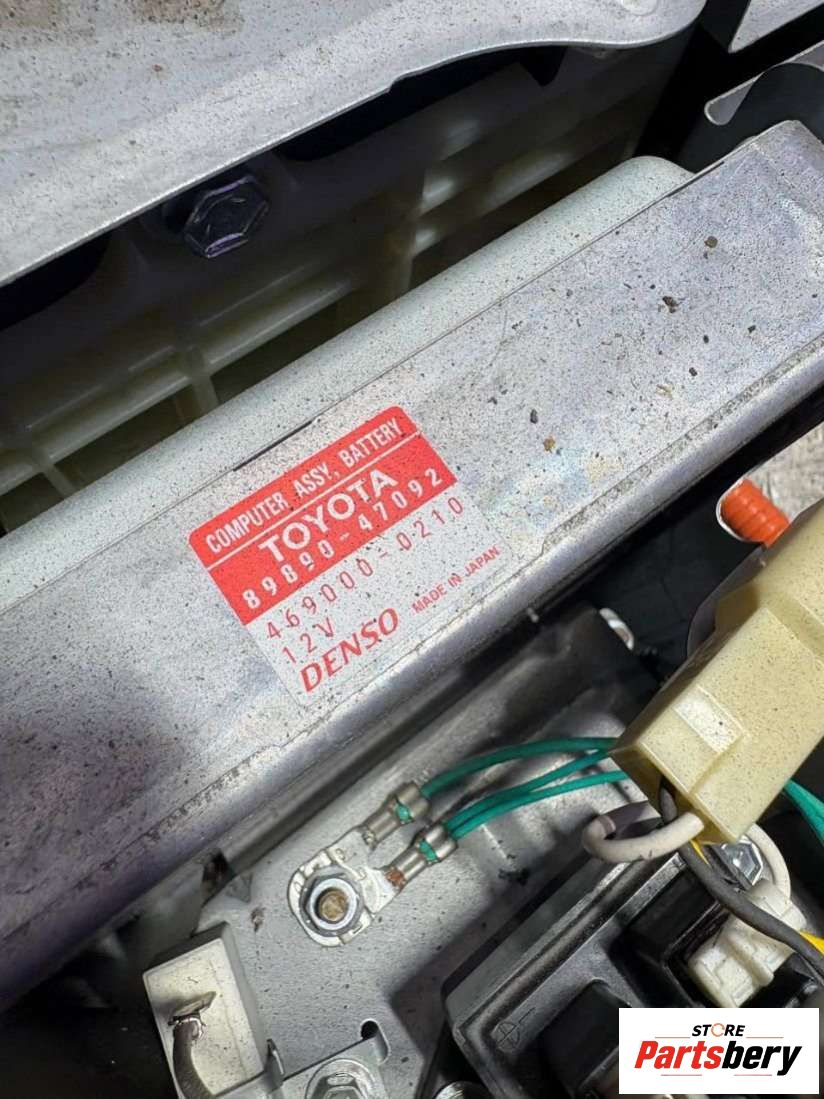 COMPUTER ASSY, BATTERY
TOYOTA
89890-47092
469000-0210
12V
DENSO MADE IN JAPAN
STORE
Partsbery